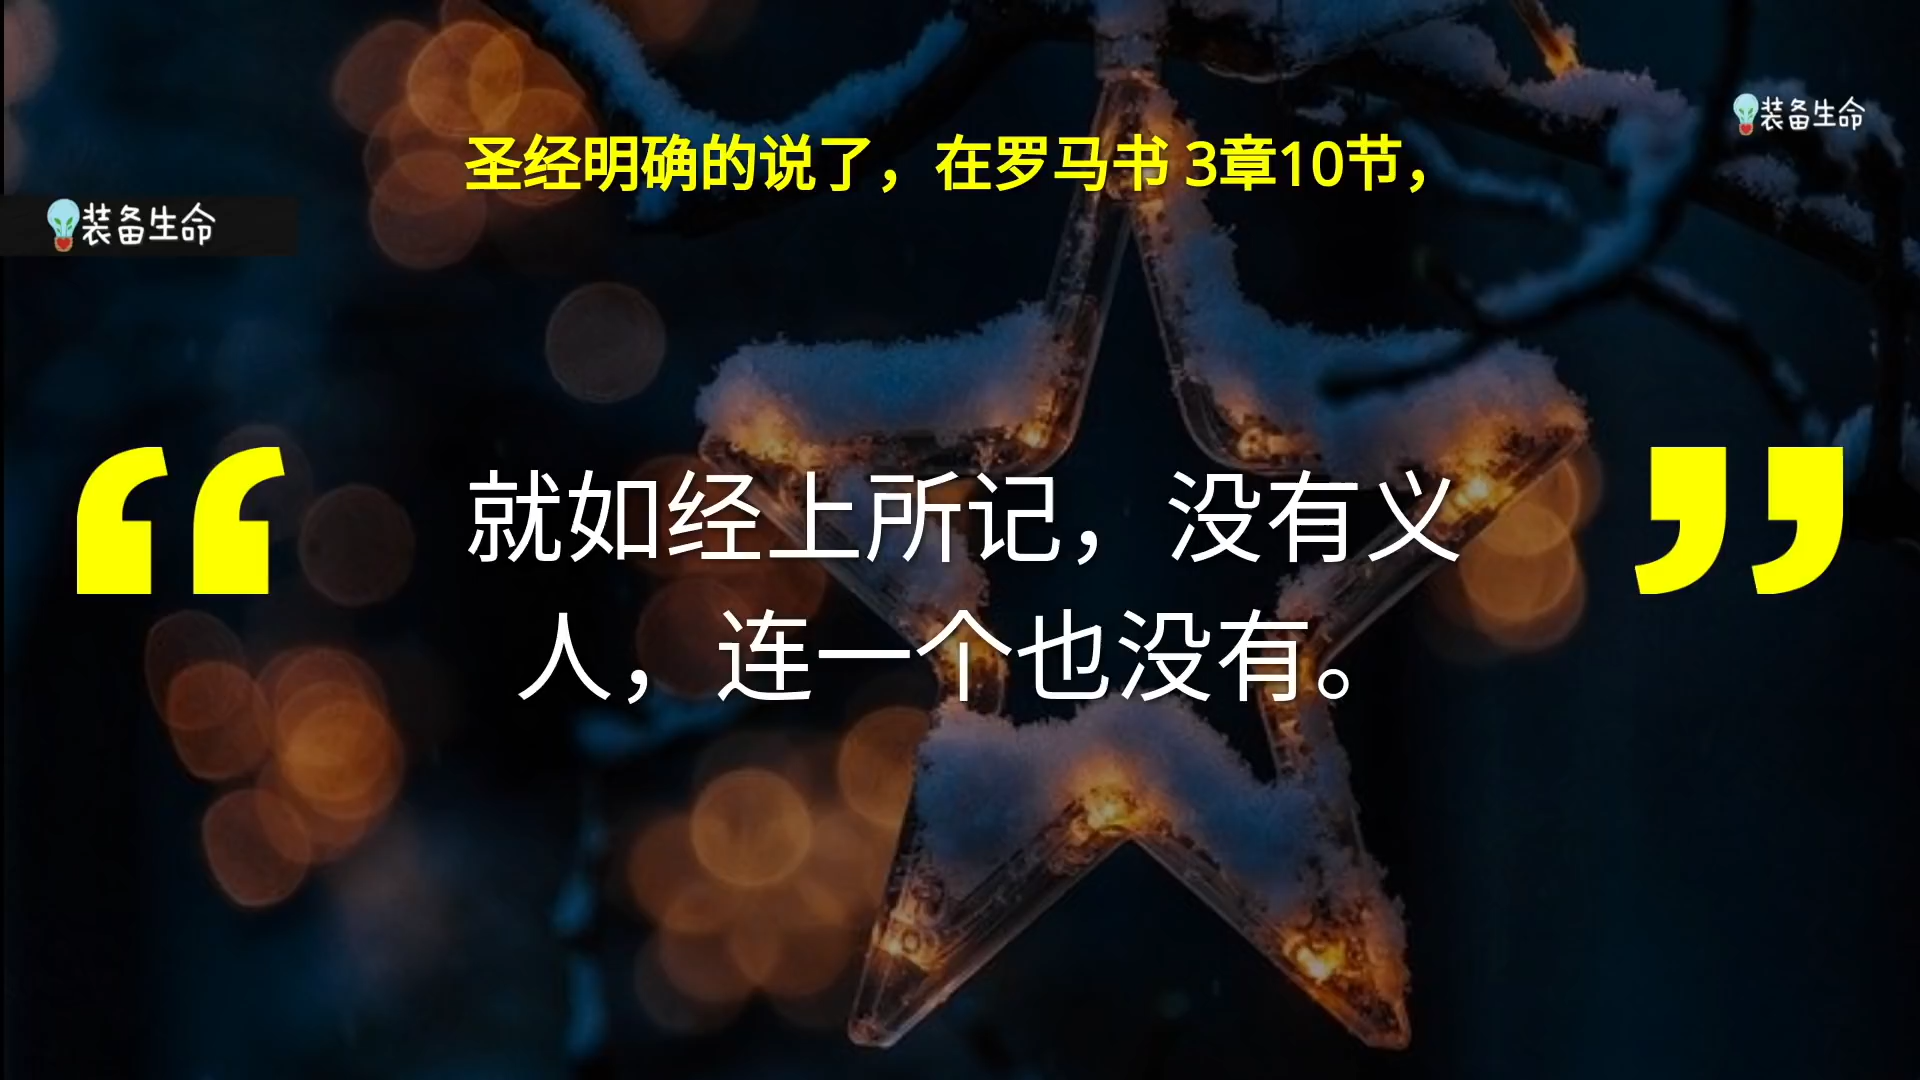 装备生命
圣经明确的说了，在罗马书 3章10节，
装备生命
“
就如经上所记，没有义
人，连一个也没有。
”